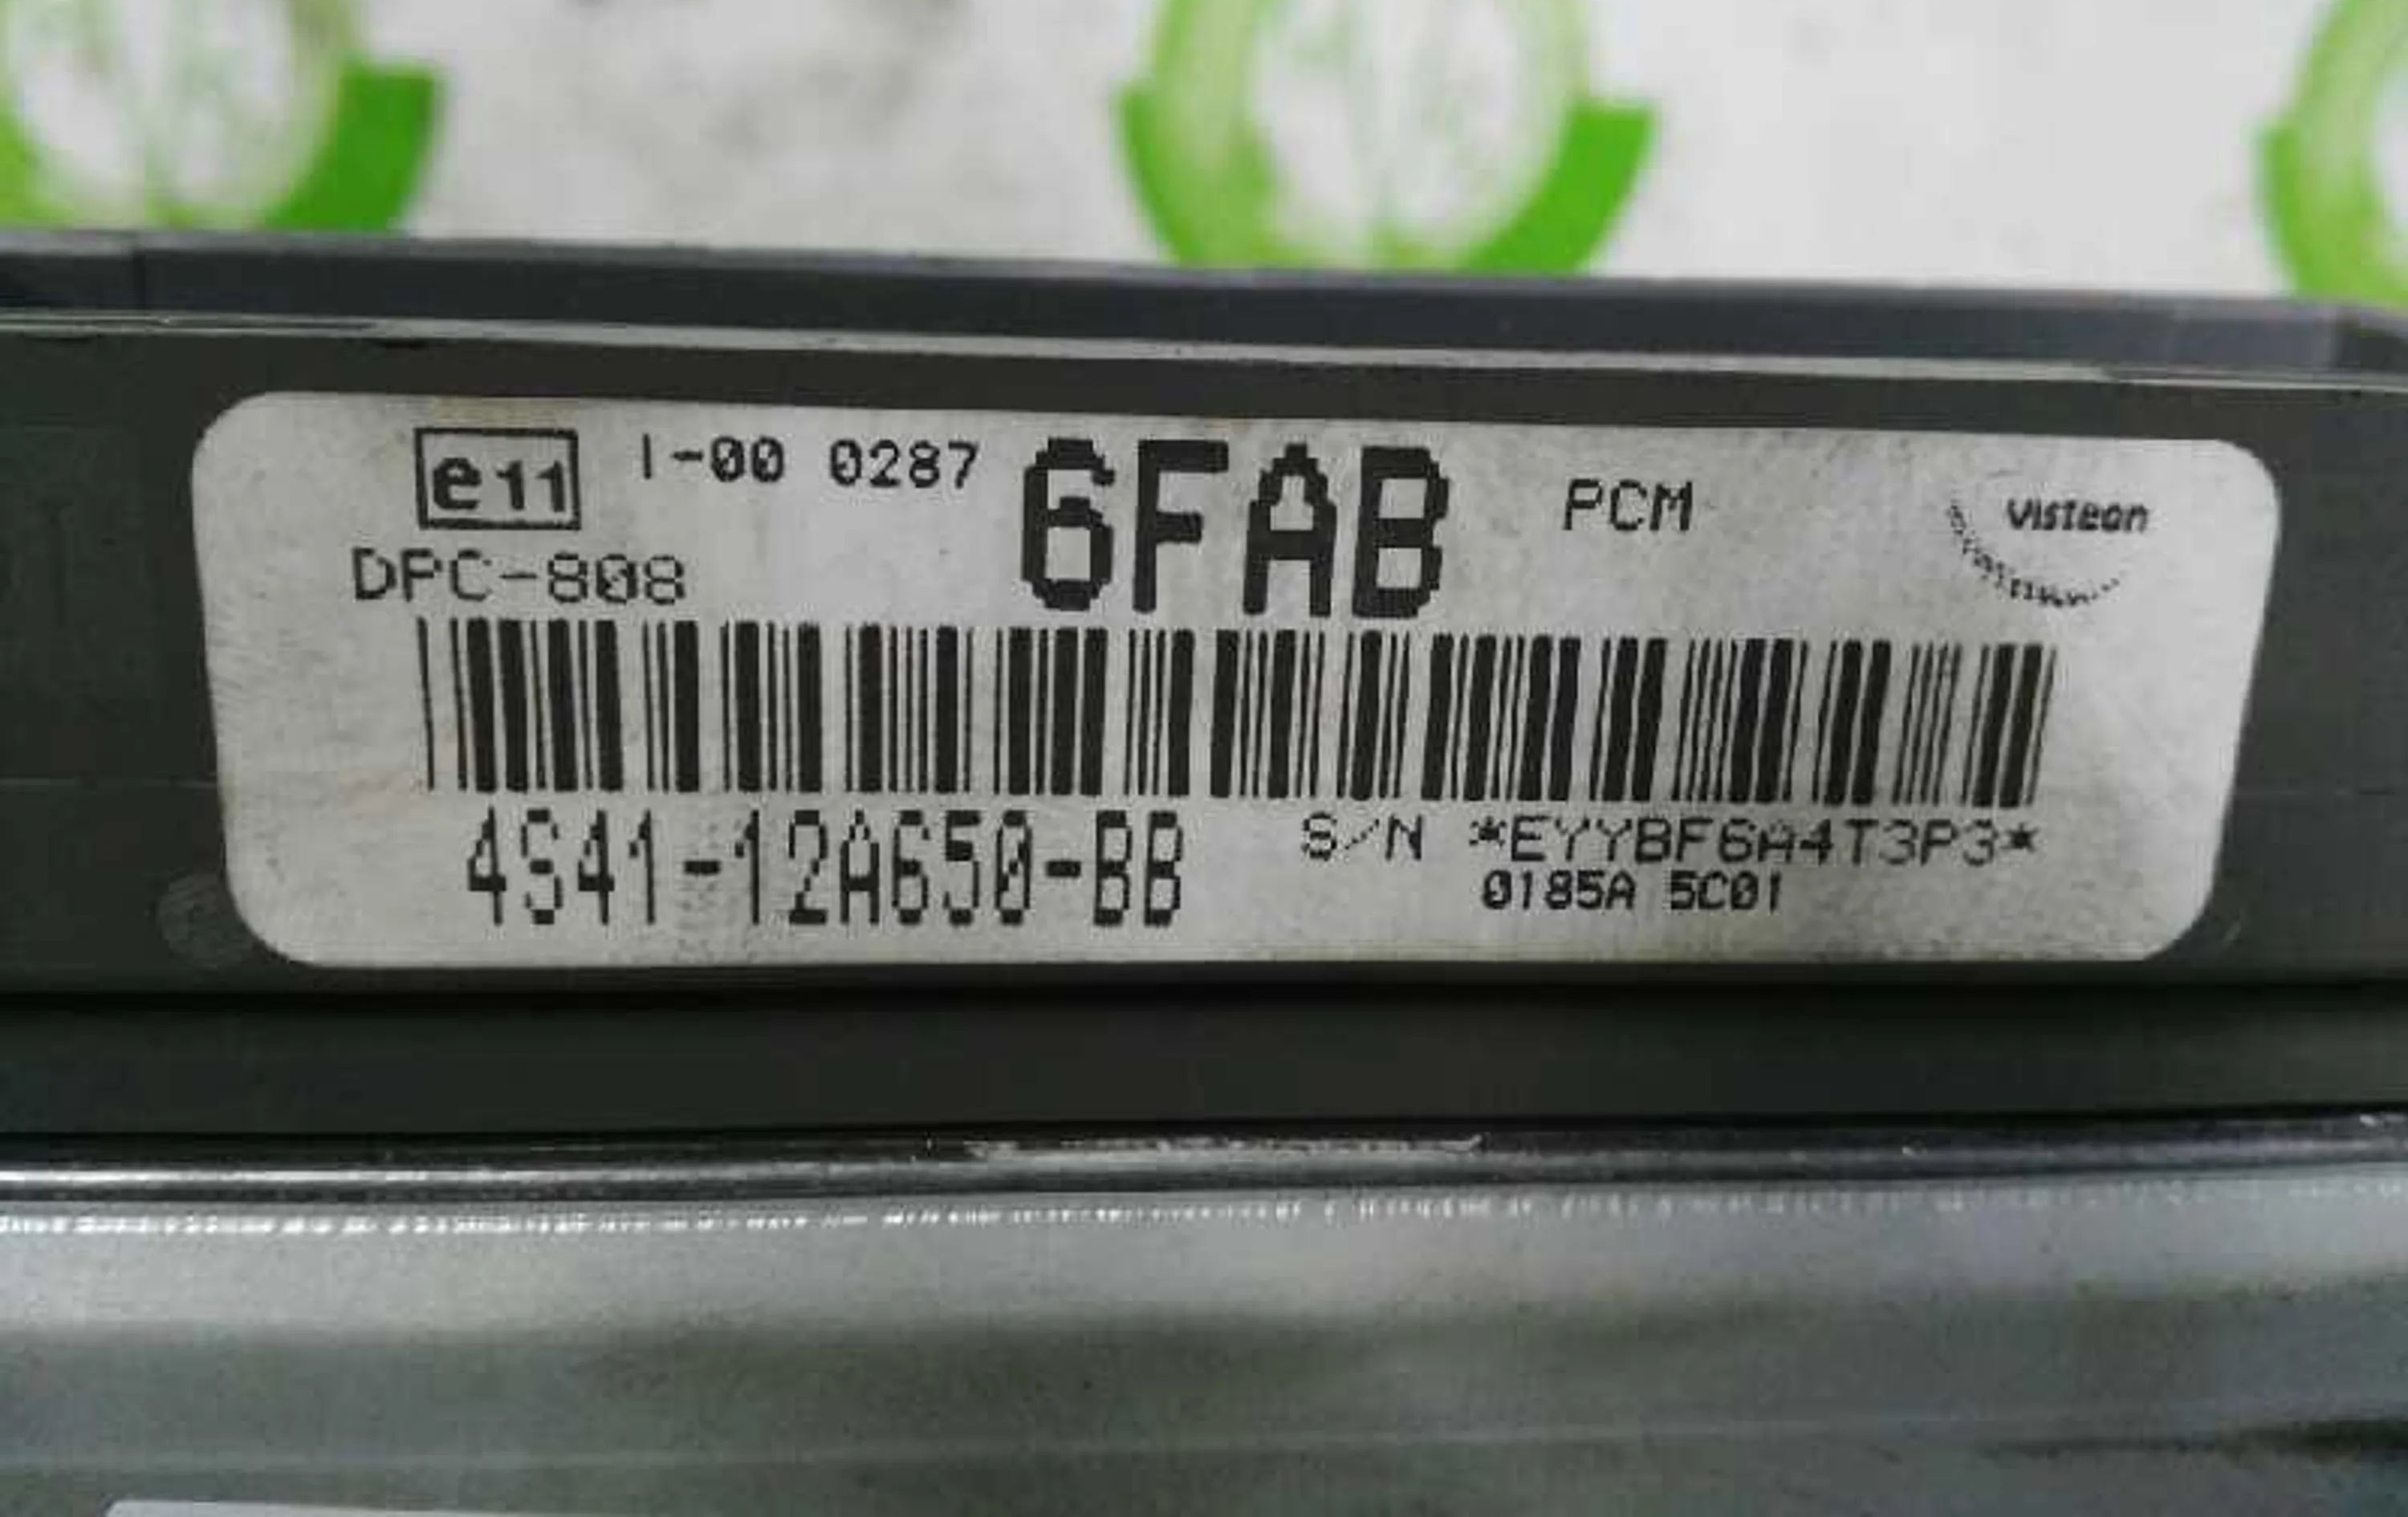 e11 1-00 0287 6FAB PCM Visteon
DPC-808
4S41-12A650-BB S/N *EYYBF6A4T3P3*
0185A 5C01